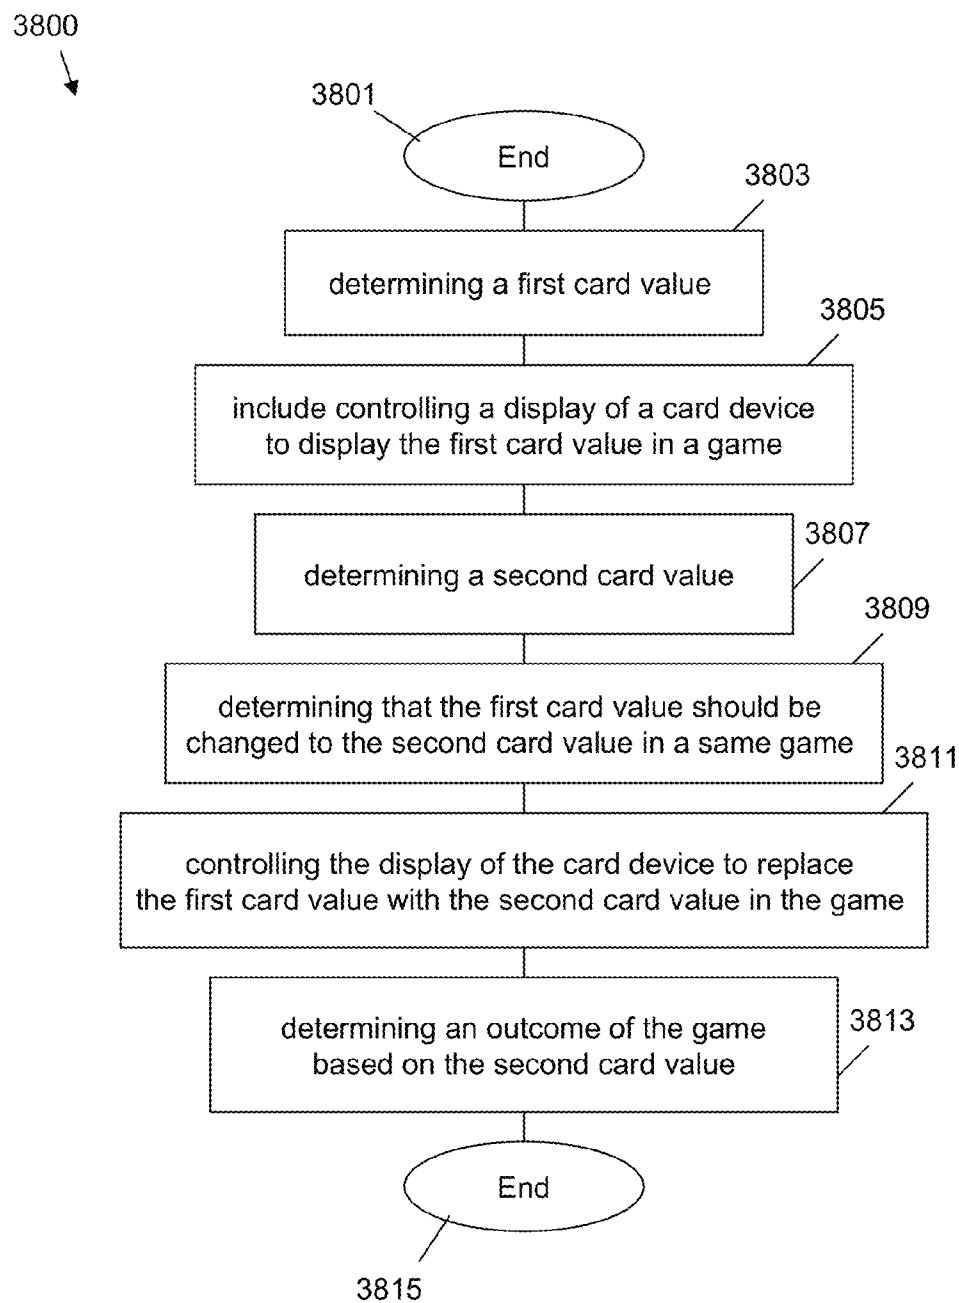 3800
3801
End
3803
determining a first card value
3805
include controlling a display of a card device
to display the first card value in a game
3807
determining a second card value
3809
determining that the first card value should be
changed to the second card value in a same game
3811
controlling the display of the card device to replace
the first card value with the second card value in the game
3813
determining an outcome of the game
based on the second card value
End
3815